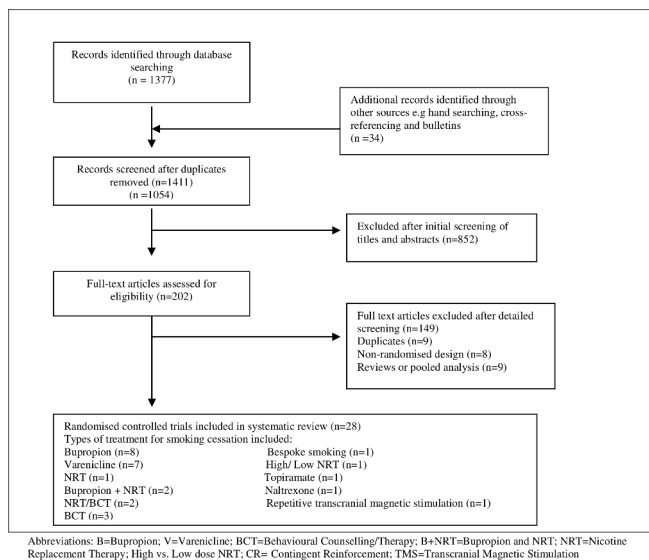 Records identified through database
searching
(n = 1377)
Additional records identified through
other sources e.g hand searching, cross-
referencing and bulletins
(n =34)
Records screened after duplicates
removed (n=1411)
(n =1054)
Excluded after initial screening of
titles and abstracts (n=852)
Full-text articles assessed for
eligibility (n=202)
Full text articles excluded after detailed
screening (n=149)
Duplicates (n=9)
Non-randomised design (n=8)
Reviews or pooled analysis (n=9)
Randomised controlled trials included in systematic review (n=28)
Types of treatment for smoking cessation included:
Bupropion (n=8)
Varenicline (n=7)
NRT (n=1)
Bupropion + NRT (n=2)
NRT/BCT (n=2)
BCT (n=3)
Bespoke smoking (n=1)
High/ Low NRT (n=1)
Topiramate (n=1)
Naltrexone (n=1)
Repetitive transcranial magnetic stimulation (n=1)
Abbreviations: B=Bupropion; V=Varenicline; BCT=Behavioural Counselling/Therapy; B+NRT=Bupropion and NRT; NRT=Nicotine
Replacement Therapy; High vs. Low dose NRT; CR= Contingent Reinforcement; TMS=Transcranial Magnetic Stimulation